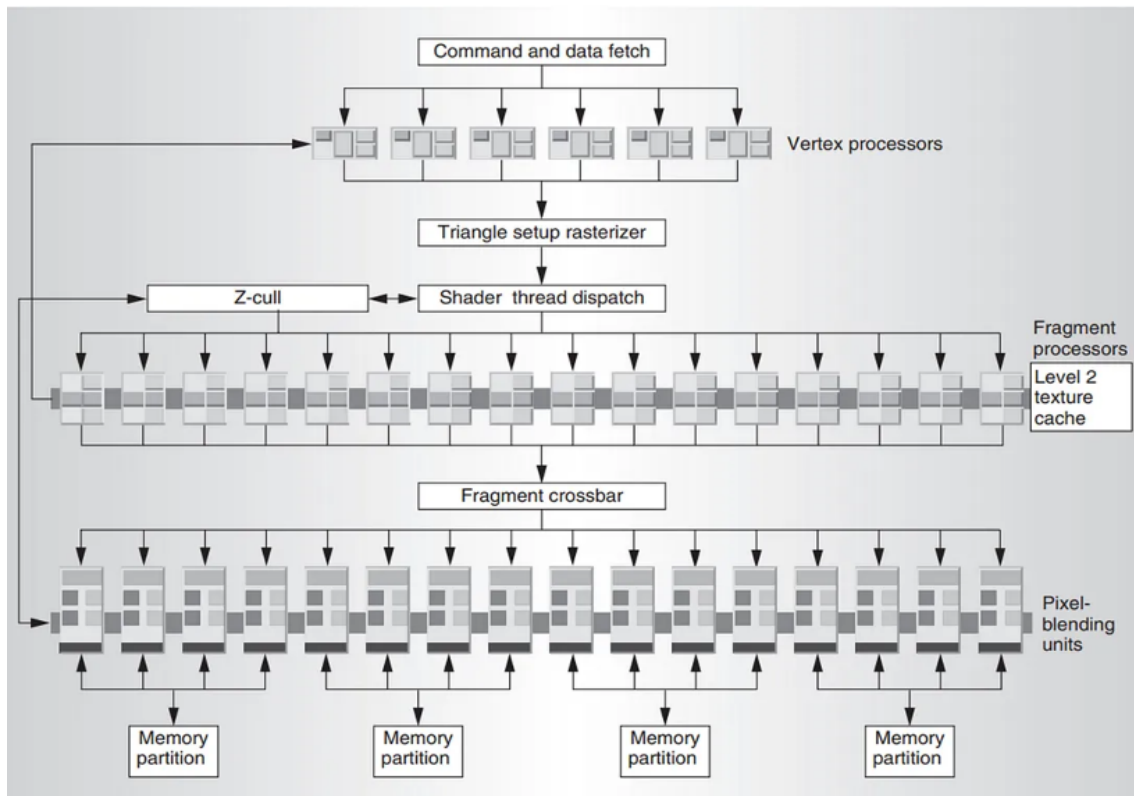 Command and data fetch
Vertex processors
Triangle setup rasterizer
Z-cull
Shader thread dispatch
Fragment
processors
Level 2
texture
cache
Fragment crossbar
Pixel-
blending
units
Memory
partition
Memory
partition
Memory
partition
Memory
partition